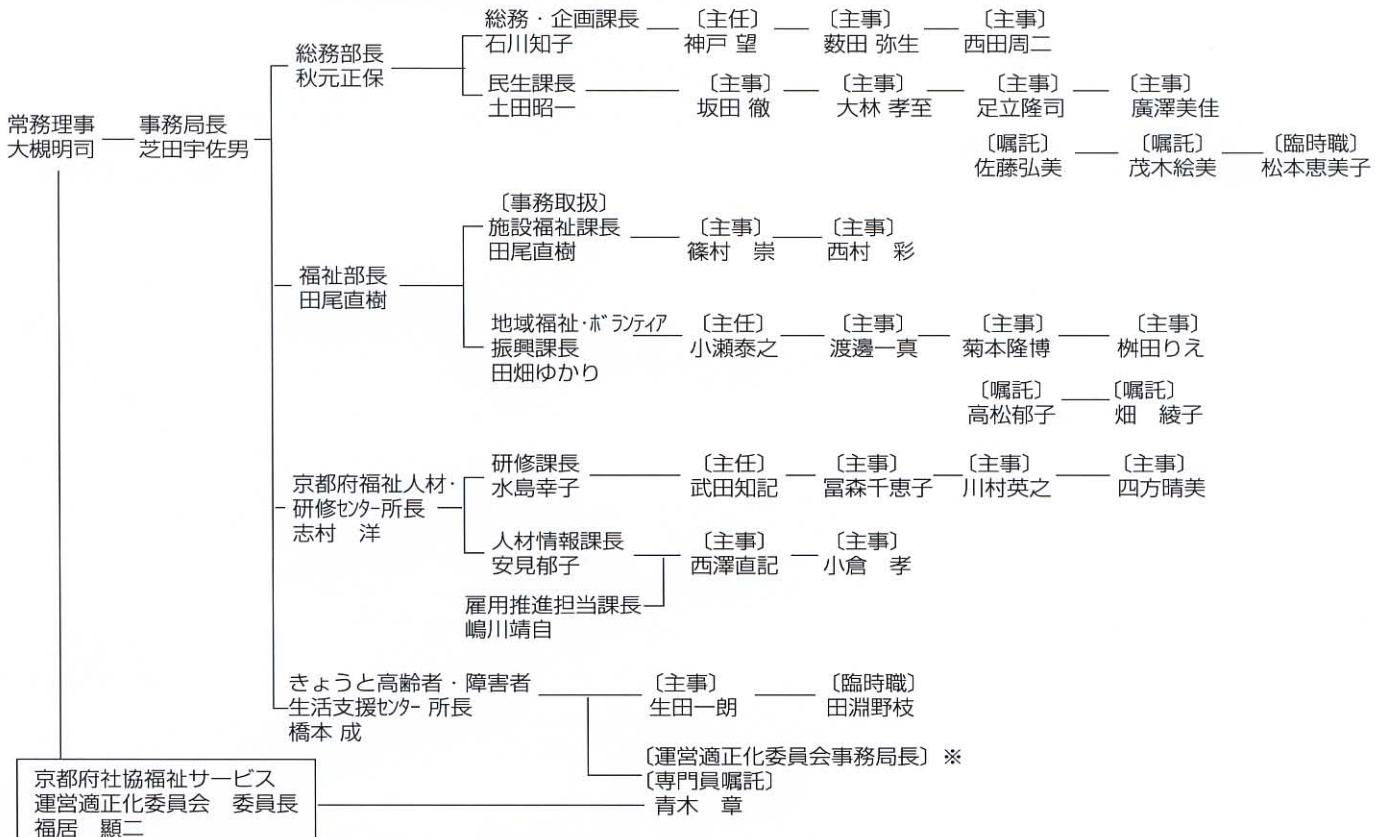 常務理事
大槻明司
事務局長
芝田宇佐男
総務部長
秋元正保
総務・企画課長
石川知子
〔主任〕
神戸 望
〔主事〕
薮田 弥生
〔主事〕
西田周二
民生課長
土田昭一
〔主事〕
坂田 徹
〔主事〕
大林 孝至
〔主事〕
足立隆司
〔主事〕
廣澤美佳
〔嘱託〕
佐藤弘美
〔嘱託〕
茂木絵美
〔臨時職〕
松本恵美子
福祉部長
田尾直樹
〔事務取扱〕
施設福祉課長
田尾直樹
〔主事〕
篠村 崇
〔主事〕
西村 彩
地域福祉・ボランティア
振興課長
田畑ゆかり
〔主任〕
小瀬泰之
〔主事〕
渡邊一真
〔主事〕
菊本隆博
〔主事〕
桝田りえ
〔嘱託〕
高松郁子
〔嘱託〕
畑 綾子
京都府福祉人材・
研修センター所長
志村 洋
研修課長
水島幸子
〔主任〕
武田知記
〔主事〕
冨森千恵子
〔主事〕
川村英之
〔主事〕
四方晴美
人材情報課長
安見郁子
〔主事〕
西澤直記
〔主事〕
小倉 孝
雇用推進担当課長
嶋川靖自
きょうと高齢者・障害者
生活支援センター 所長
橋本 成
〔主事〕
生田一朗
〔臨時職〕
田淵野枝
〔運営適正化委員会事務局長〕※
〔専門員嘱託〕
青木 章
京都府社協福祉サービス
運営適正化委員会 委員長
福居 顯二